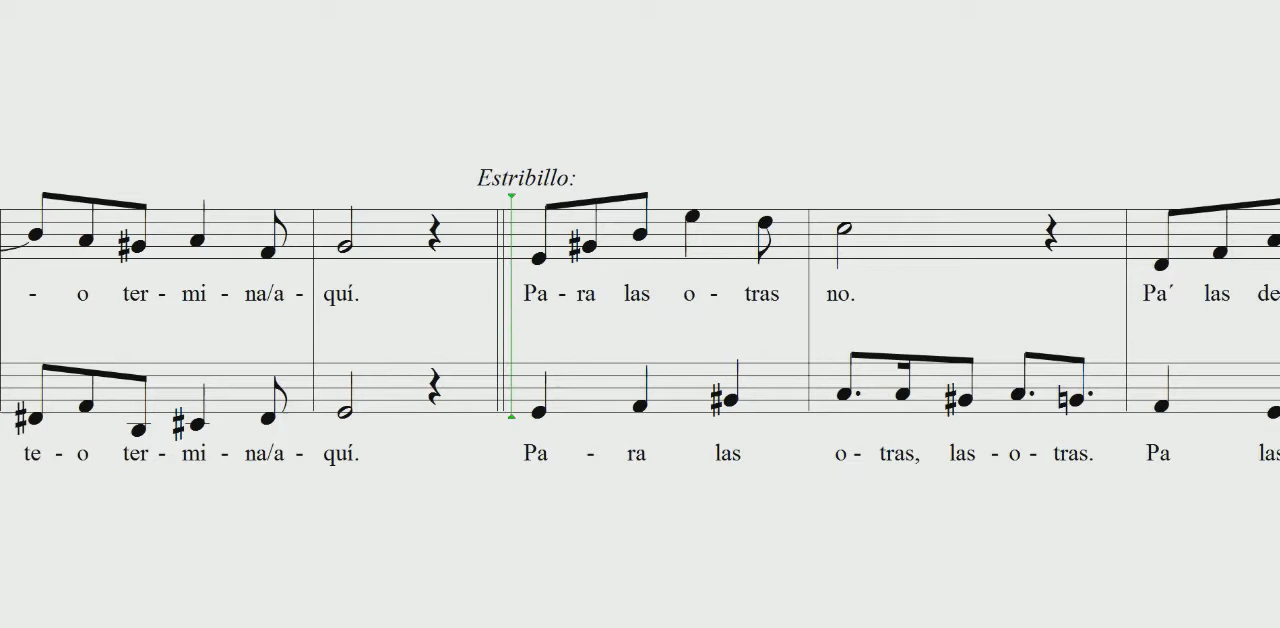 Estribillo:
- o ter - mi - na/a - quí. Pa - ra las o - tras no. Pa´ las de
te - o ter - mi - na/a - quí. Pa - ra las o - tras, las - o - tras. Pa las